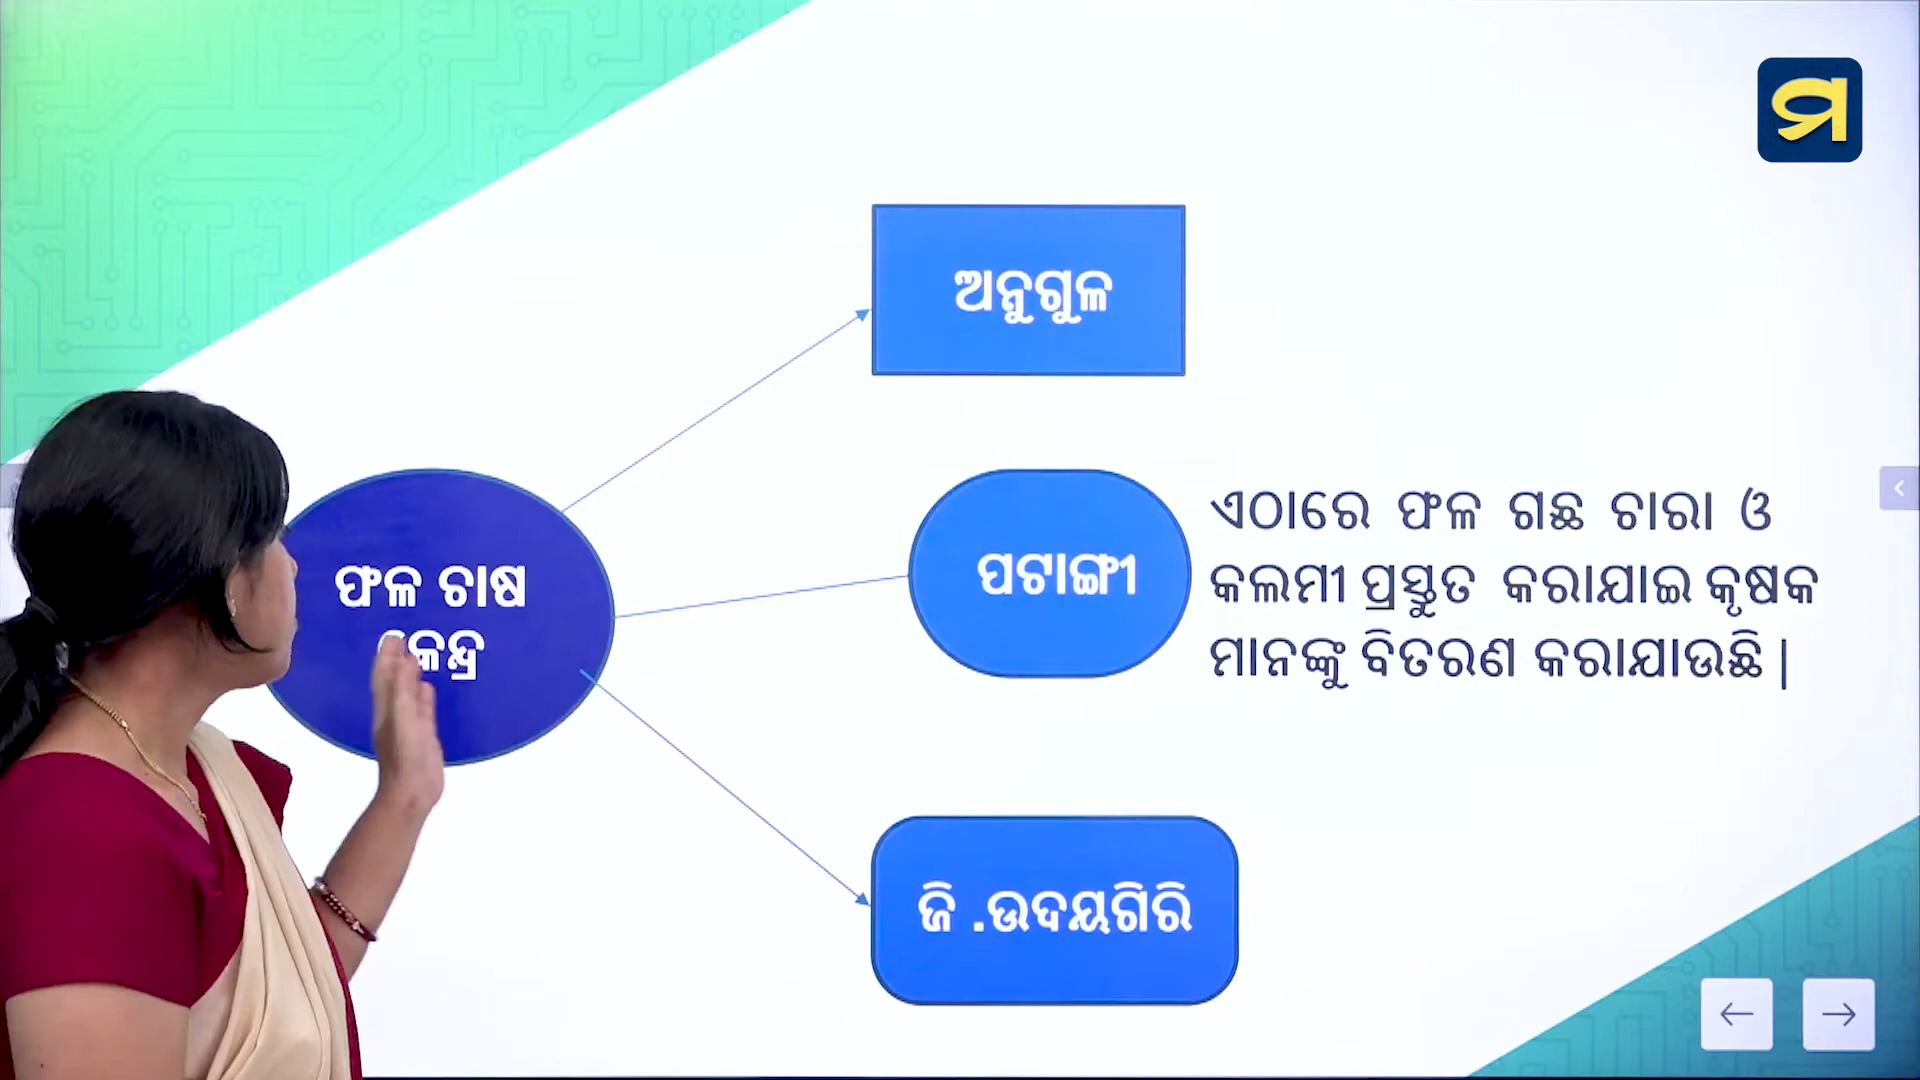 ମ
ଅନୁଗୁଳ
ଫଳ ଚାଷ
କେନ୍ଦ୍ର
ପଟାଙ୍ଗୀ
ଏଠାରେ ଫଳ ଗଛ ଚାରା ଓ
କଲମୀ ପ୍ରସ୍ତୁତ କରାଯାଇ କୃଷକ
ମାନଙ୍କୁ ବିତରଣ କରାଯାଉଛି |
ଜି .ଉଦୟଗିରି